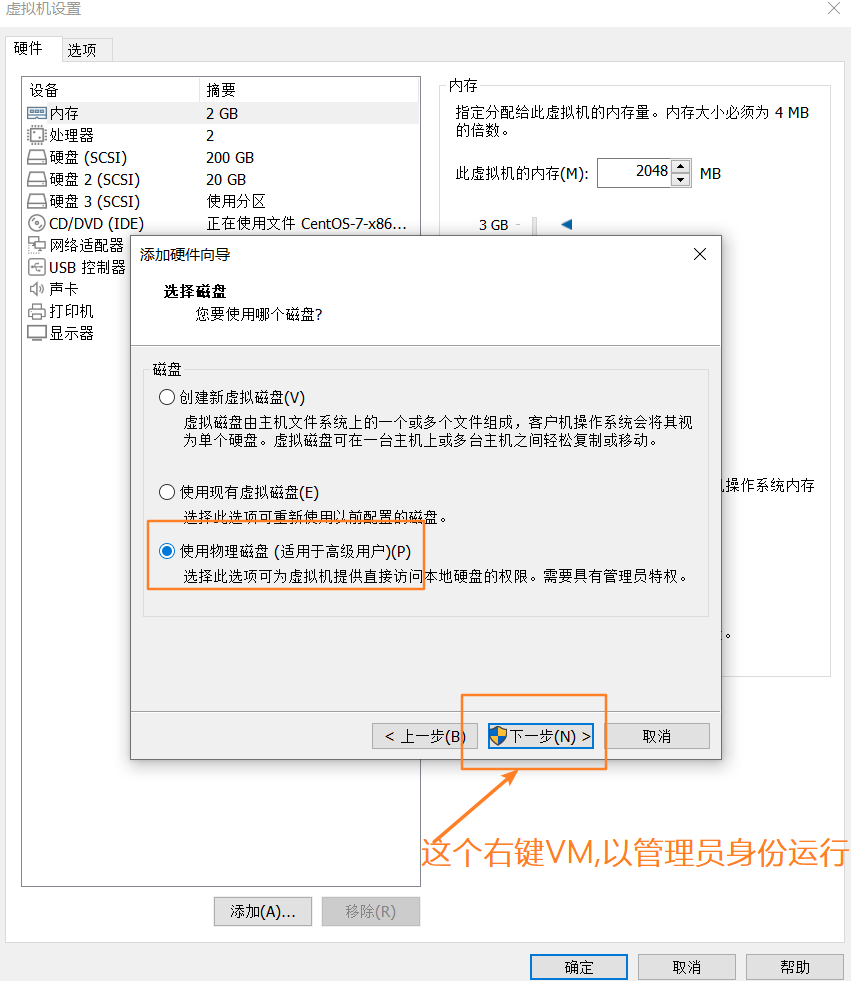 虚拟机设置
硬件
选项
设备 摘要
内存 2 GB
处理器 2
硬盘 (SCSI) 200 GB
硬盘 2 (SCSI) 20 GB
硬盘 3 (SCSI) 使用分区
CD/DVD (IDE) 正在使用文件 CentOS-7-x86...
网络适配器
USB 控制器
声卡
打印机
显示器
内存
指定分配给此虚拟机的内存量。内存大小必须为 4 MB
的倍数。
此虚拟机的内存(M): 2048 MB
3 GB
添加硬件向导
选择磁盘
您要使用哪个磁盘?
磁盘
创建新虚拟磁盘(V)
虚拟磁盘由主机文件系统上的一个或多个文件组成，客户机操作系统会将其视
为单个硬盘。虚拟磁盘可在一台主机上或多台主机之间轻松复制或移动。
使用现有虚拟磁盘(E)
选择此选项可重新使用以前配置的磁盘。
操作系统内存
使用物理磁盘 (适用于高级用户)(P)
选择此选项可为虚拟机提供直接访问本地硬盘的权限。需要具有管理员特权。
。
< 上一步(B)
下一步(N) >
取消
这个右键VM,以管理员身份运行
添加(A)...
移除(R)
确定
取消
帮助